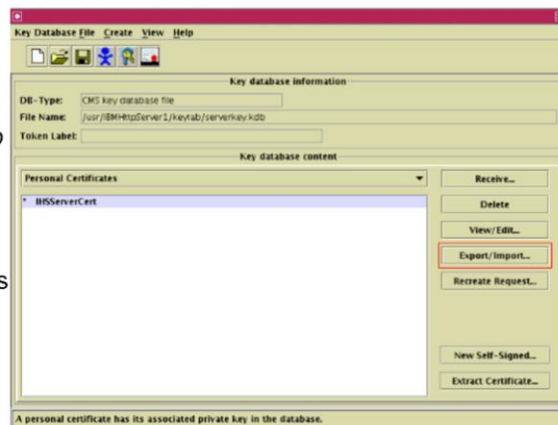 Key Database File Create View Help
Key database information
DB-Type: CMS key database file
File Name: /usr/IBMHttpServer1/keytab/serverkey.kdb
Token Label:
Key database content
Personal Certificates
Receive...
* IHSServerCert
Delete
View/Edit...
Export/Import...
Recreate Request...
New Self-Signed...
Extract Certificate...
A personal certificate has its associated private key in the database.